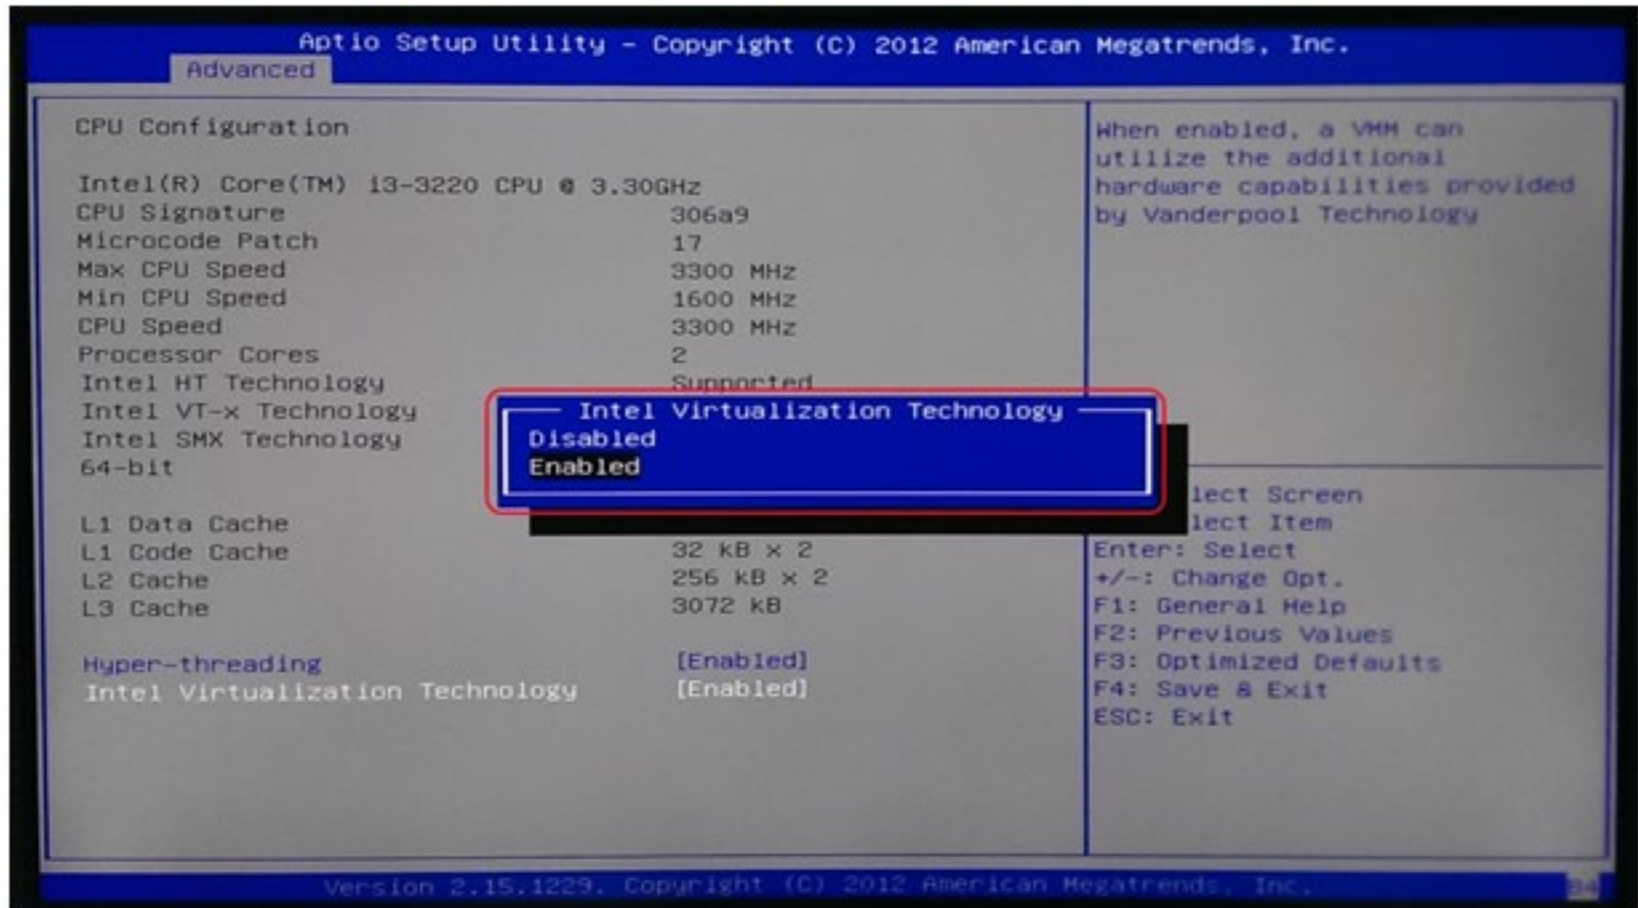 Aptio Setup Utility – Copyright (C) 2012 American Megatrends, Inc.
Advanced
CPU Configuration
Intel(R) Core(TM) i3-3220 CPU @ 3.30GHz
CPU Signature 306a9
Microcode Patch 17
Max CPU Speed 3300 MHz
Min CPU Speed 1600 MHz
CPU Speed 3300 MHz
Processor Cores 2
Intel HT Technology Supported
Intel VT-x Technology
Intel SMX Technology
64-bit
L1 Data Cache
L1 Code Cache 32 kB x 2
L2 Cache 256 kB x 2
L3 Cache 3072 kB
Hyper-threading [Enabled]
Intel Virtualization Technology [Enabled]
Intel Virtualization Technology
Disabled
Enabled
When enabled, a VMM can
utilize the additional
hardware capabilities provided
by Vanderpool Technology
lect Screen
lect Item
Enter: Select
+/-: Change Opt.
F1: General Help
F2: Previous Values
F3: Optimized Defaults
F4: Save & Exit
ESC: Exit
Version 2.15.1229. Copyright (C) 2012 American Megatrends, Inc.